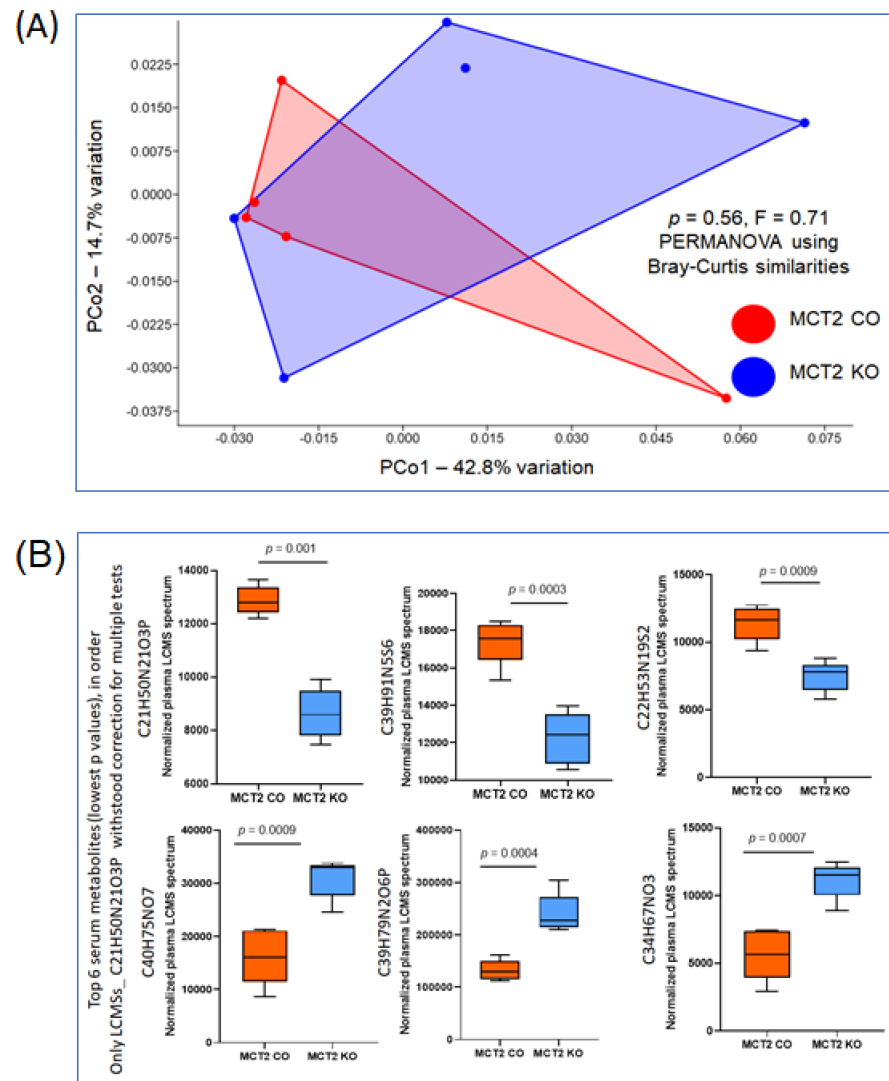 (A)
0.0225
0.0150
0.0075
0.0000
-0.0075
-0.0150
-0.0225
-0.0300
-0.0375
PCo2 – 14.7% variation
-0.030
-0.015
0.000
0.015
0.030
0.045
0.060
0.075
PCo1 – 42.8% variation
p = 0.56, F = 0.71
PERMANOVA using
Bray-Curtis similarities
MCT2 CO
MCT2 KO
(B)
Top 6 serum metabolites (lowest p values), in order
Only LCMSs_ C21H50N21O3P withstood correction for multiple tests
C21H50N21O3P
Normalized plasma LCMS spectrum
14000
12000
10000
8000
6000
p = 0.001
MCT2 CO
MCT2 KO
C39H91N5S6
Normalized plasma LCMS spectrum
20000
18000
16000
14000
12000
10000
p = 0.0003
MCT2 CO
MCT2 KO
C22H53N19S2
Normalized plasma LCMS spectrum
15000
10000
5000
0
p = 0.0009
MCT2 CO
MCT2 KO
C40H75NO7
Normalized plasma LCMS spectrum
40000
30000
20000
10000
0
p = 0.0009
MCT2 CO
MCT2 KO
C39H79N2O6P
Normalized plasma LCMS spectrum
400000
300000
200000
100000
0
p = 0.0004
MCT2 CO
MCT2 KO
C34H67NO3
Normalized plasma LCMS spectrum
15000
10000
5000
0
p = 0.0007
MCT2 CO
MCT2 KO